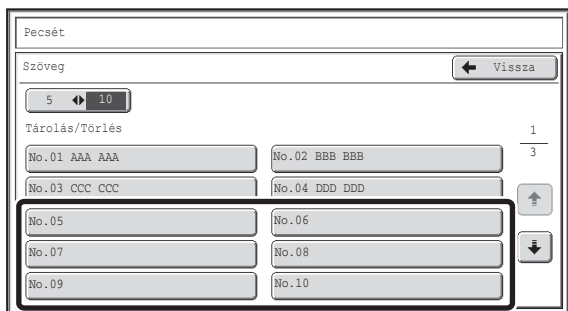 Pecsét
Szöveg
Vissza
5 10
Tárolás/Törlés
1
3
No.01 AAA AAA
No.02 BBB BBB
No.03 CCC CCC
No.04 DDD DDD
No.05
No.06
No.07
No.08
No.09
No.10